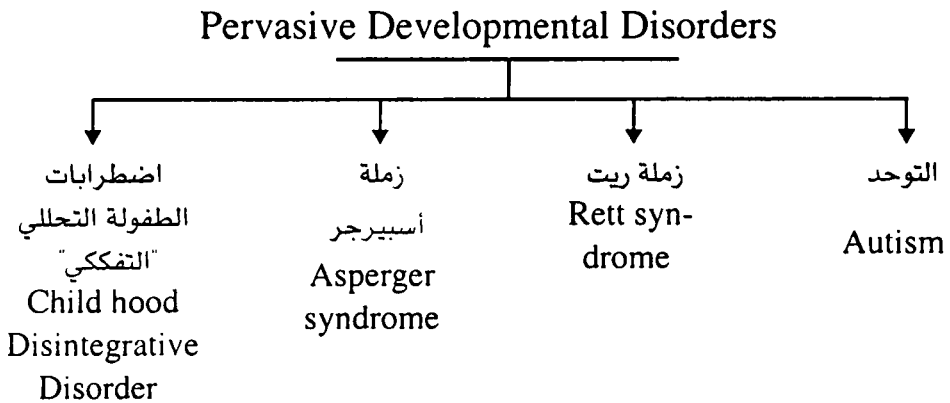 Pervasive Developmental Disorders
التوحد
Autism
زملة ريت
Rett syn-
drome
زملة
أسبيرجر
Asperger
syndrome
اضطرابات
الطفولة التحللي
"التفككي"
Child hood
Disintegrative
Disorder